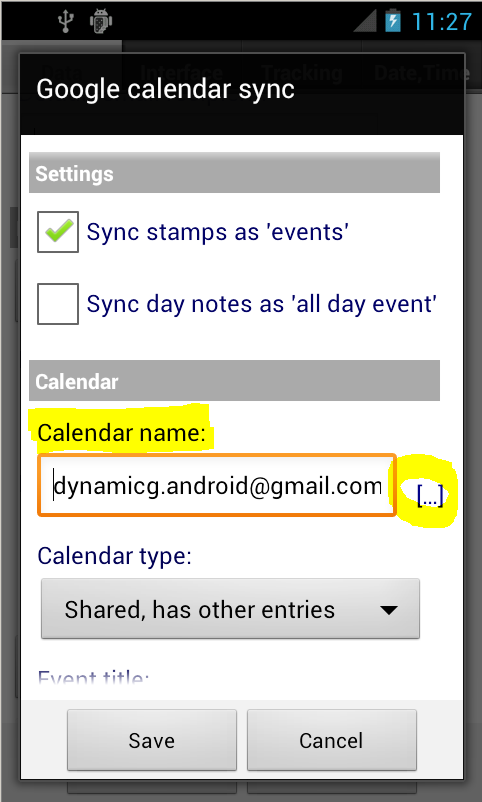 11:27
Interface Tracking Date,Time
Google calendar sync
Settings
Sync stamps as 'events'
Sync day notes as 'all day event'
Calendar
Calendar name:
dynamicg.android@gmail.com
[...]
Calendar type:
Shared, has other entries
Event title:
Save Cancel